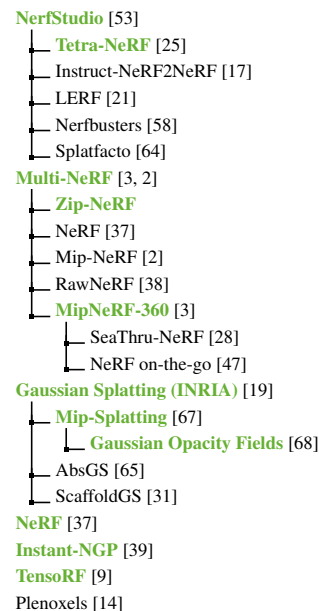 NerfStudio [53]
Tetra-NeRF [25]
Instruct-NeRF2NeRF [17]
LERF [21]
Nerfbusters [58]
Splatfacto [64]
Multi-NeRF [3, 2]
Zip-NeRF
NeRF [37]
Mip-NeRF [2]
RawNeRF [38]
MipNeRF-360 [3]
SeaThru-NeRF [28]
NeRF on-the-go [47]
Gaussian Splatting (INRIA) [19]
Mip-Splatting [67]
Gaussian Opacity Fields [68]
AbsGS [65]
ScaffoldGS [31]
NeRF [37]
Instant-NGP [39]
TensoRF [9]
Plenoxels [14]